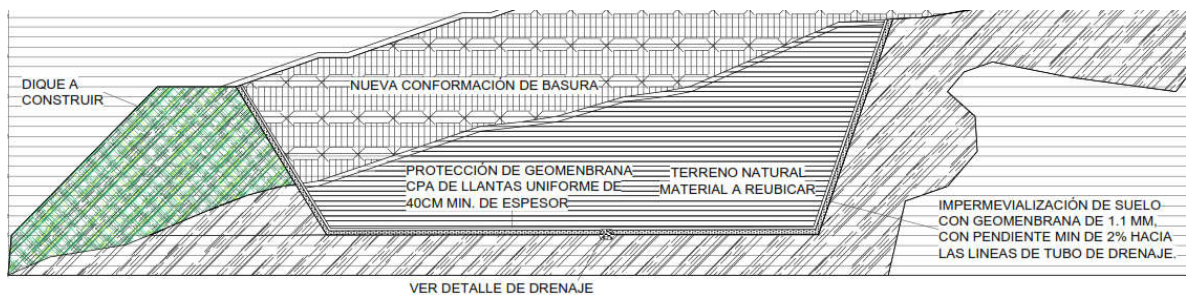 DIQUE A
CONSTRUIR
NUEVA CONFORMACIÓN DE BASURA
PROTECCIÓN DE GEOMENBRANA
CPA DE LLANTAS UNIFORME DE
40CM MIN. DE ESPESOR
TERRENO NATURAL
MATERIAL A REUBICAR
IMPERMEVIALIZACIÓN DE SUELO
CON GEOMENBRANA DE 1.1 MM,
CON PENDIENTE MIN DE 2% HACIA
LAS LINEAS DE TUBO DE DRENAJE.
VER DETALLE DE DRENAJE